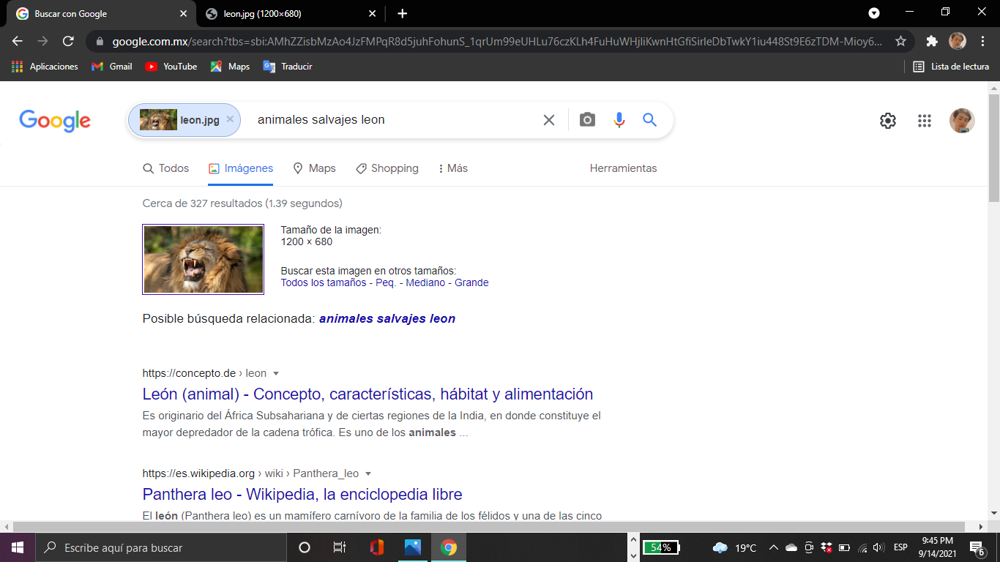 Buscar con Google
leon.jpg (1200×680)
google.com.mx/search?tbs=sbi:AMhZZisbMzAo4JzFMPqR8d5juhFohunS_1qrUm99eUHLu76czKLh4FuHuWHJliKwnHtGfiSirleDbTwkY1iu448St9E6zTDM-Mioy6...
Aplicaciones Gmail YouTube Maps Traducir Lista de lectura
Google leon.jpg animales salvajes leon
Todos Imágenes Maps Shopping Más Herramientas
Cerca de 327 resultados (1.39 segundos)
Tamaño de la imagen:
1200 × 680
Buscar esta imagen en otros tamaños:
Todos los tamaños - Peq. - Mediano - Grande
Posible búsqueda relacionada: animales salvajes leon
https://concepto.de › leon
León (animal) - Concepto, características, hábitat y alimentación
Es originario del África Subsahariana y de ciertas regiones de la India, en donde constituye el
mayor depredador de la cadena trófica. Es uno de los animales ...
https://es.wikipedia.org › wiki › Panthera_leo
Panthera leo - Wikipedia, la enciclopedia libre
El león (Panthera leo) es un mamífero carnívoro de la familia de los félidos y una de las cinco
Escribe aquí para buscar
54%
19°C
ESP
9:45 PM
9/14/2021
6